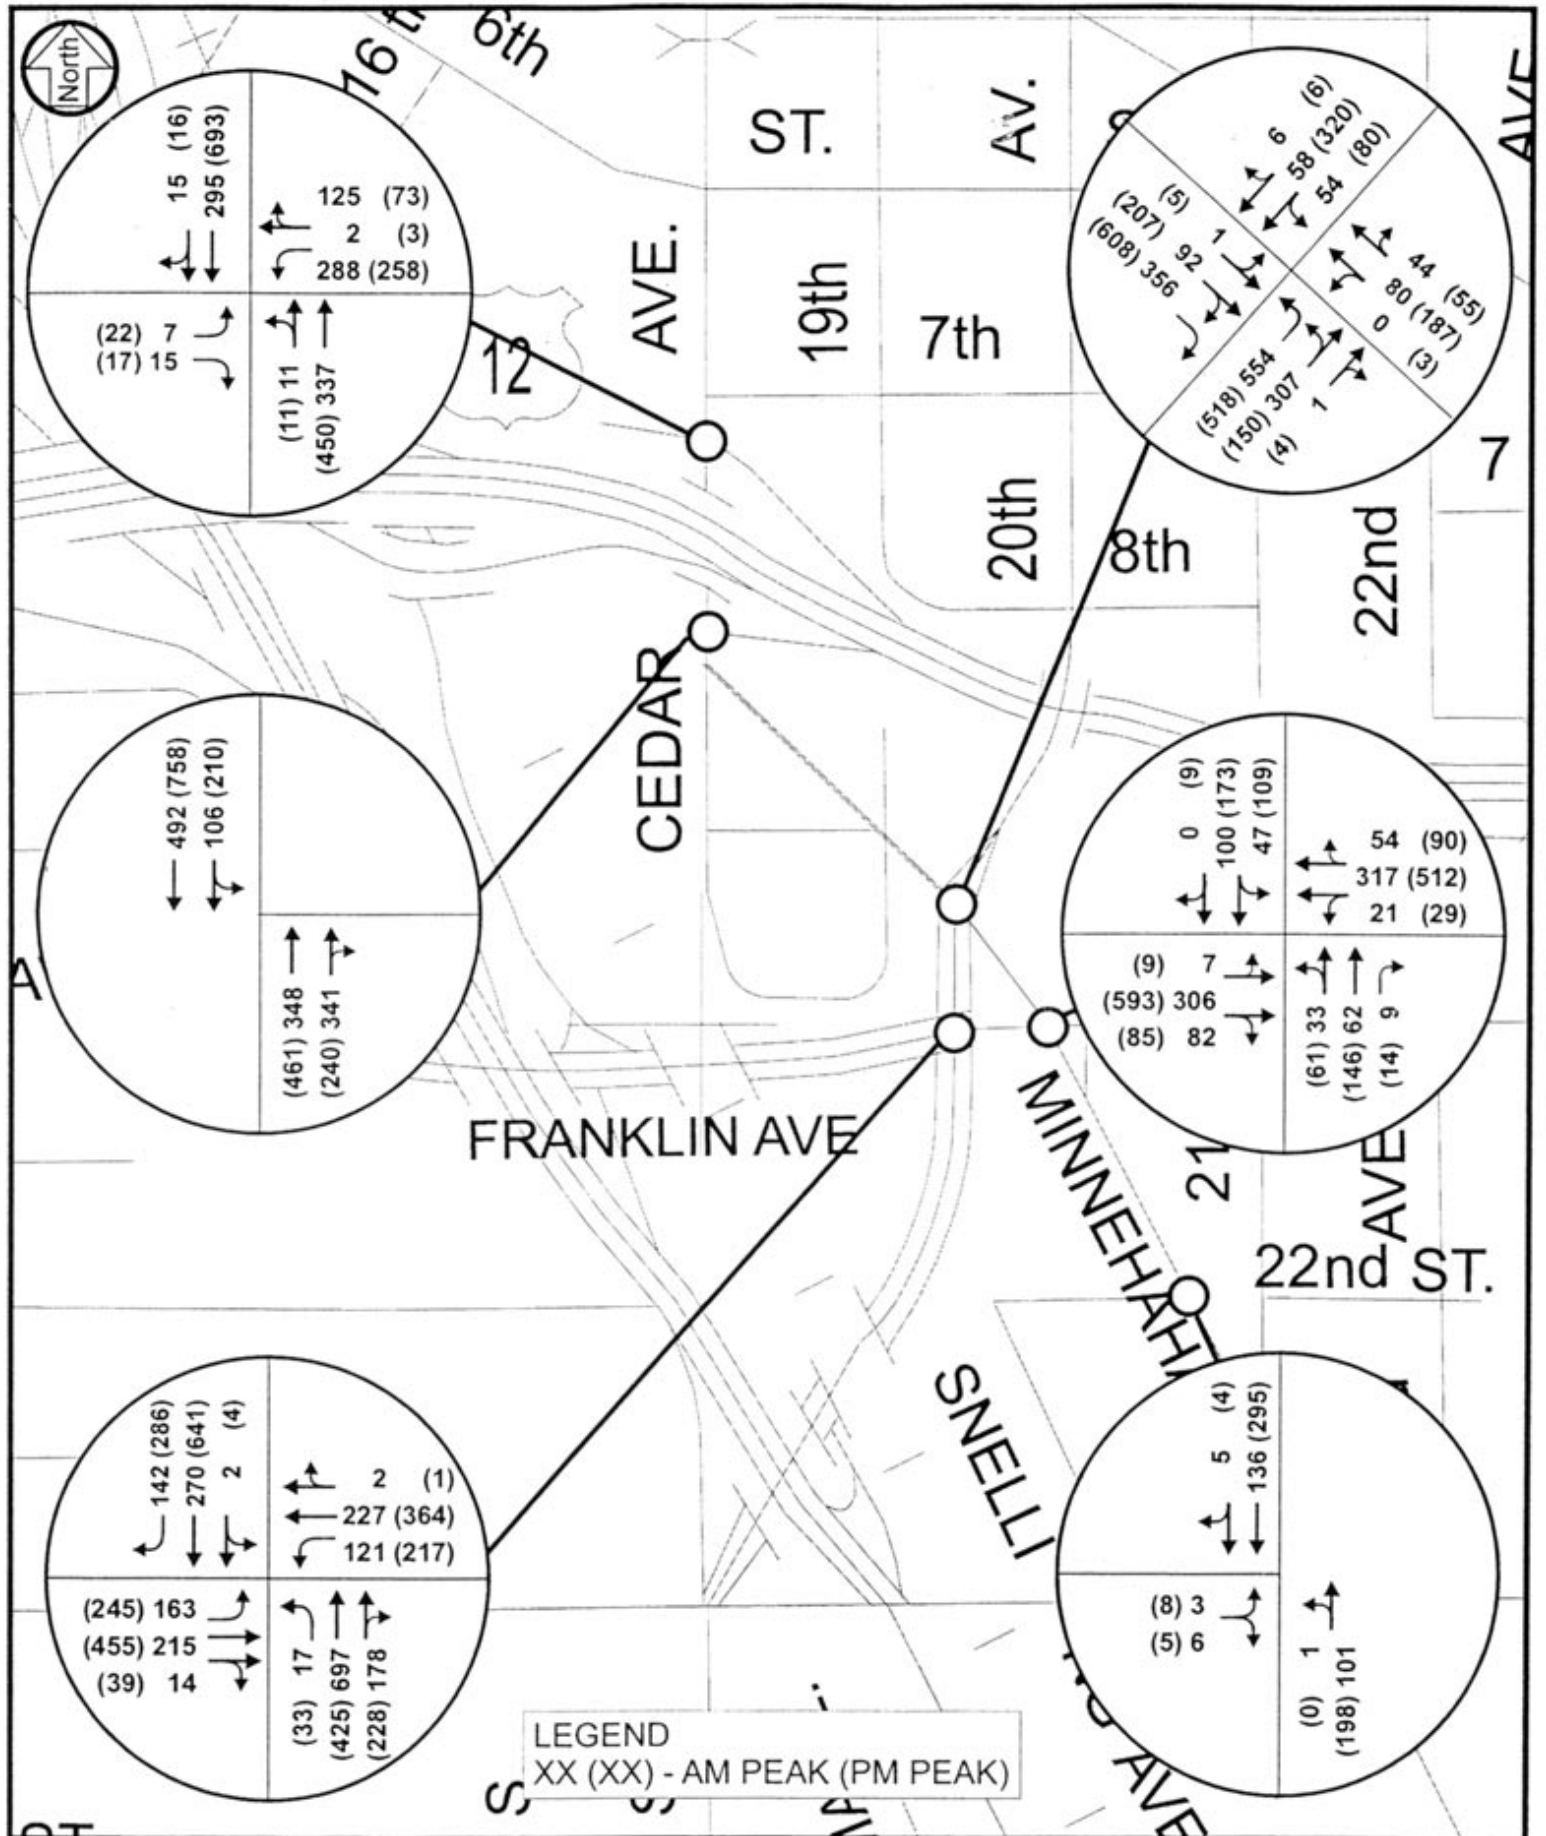 North
16
6th
ST.
AV.
AVE
AVE.
19th
7th
12
20th
8th
22nd
7
CEDAR
FRANKLIN AVE
MINNEHAHA
21
AVE
22nd ST.
SNELLI
AVE
15 (16)
295 (693)
125 (73)
2 (3)
288 (258)
(22) 7
(17) 15
(11) 11
(450) 337
6 (6)
58 (320)
54 (80)
(5) 1
(207) 92
(608) 356
44 (55)
80 (187)
0 (3)
(518) 554
(150) 307
(4) 1
492 (758)
106 (210)
(461) 348
(240) 341
0 (9)
100 (173)
47 (109)
54 (90)
317 (512)
21 (29)
(9) 7
(593) 306
(85) 82
(61) 33
(146) 62
(14) 9
142 (286)
270 (641)
2 (4)
2 (1)
227 (364)
121 (217)
(245) 163
(455) 215
(39) 14
(33) 17
(425) 697
(228) 178
5 (4)
136 (295)
(8) 3
(5) 6
(0) 1
(198) 101
LEGEND
XX (XX) - AM PEAK (PM PEAK)